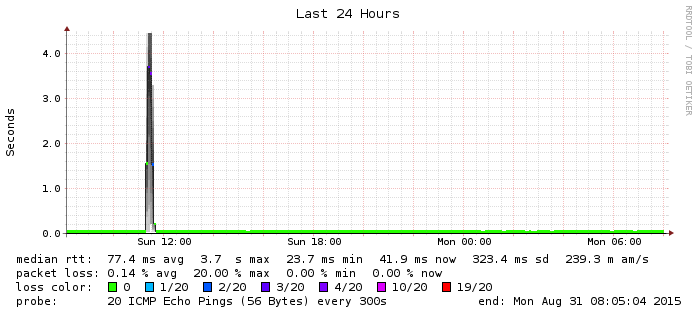 Last 24 Hours
RRDTOOL / TOBI OETIKER
Seconds
4.0
3.0
2.0
1.0
0.0
Sun 12:00 Sun 18:00 Mon 00:00 Mon 06:00
median rtt: 77.4 ms avg 3.7 s max 23.7 ms min 41.9 ms now 323.4 ms sd 239.3 m am/s
packet loss: 0.14 % avg 20.00 % max 0.00 % min 0.00 % now
loss color: 0 1/20 2/20 3/20 4/20 10/20 19/20
probe: 20 ICMP Echo Pings (56 Bytes) every 300s end: Mon Aug 31 08:05:04 2015